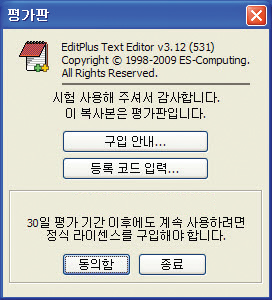 평가판
EditPlus Text Editor v3.12 (531)
Copyright © 1998-2009 ES-Computing.
All Rights Reserved.
시험 사용해 주셔서 감사합니다.
이 복사본은 평가판입니다.
구입 안내...
등록 코드 입력...
30일 평가 기간 이후에도 계속 사용하려면
정식 라이센스를 구입해야 합니다.
동의함
종료